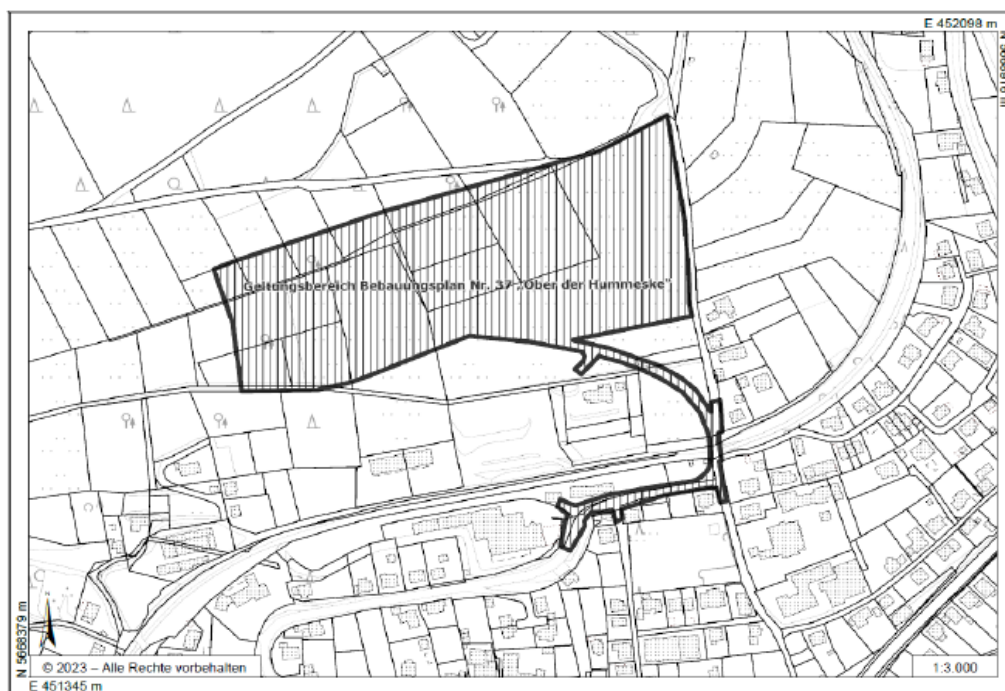 E 452098 m
Geltungsbereich Bebauungsplan Nr. 37 „Ober der Hummeske"
N 5668379 m
© 2023 – Alle Rechte vorbehalten
1:3.000
E 451345 m